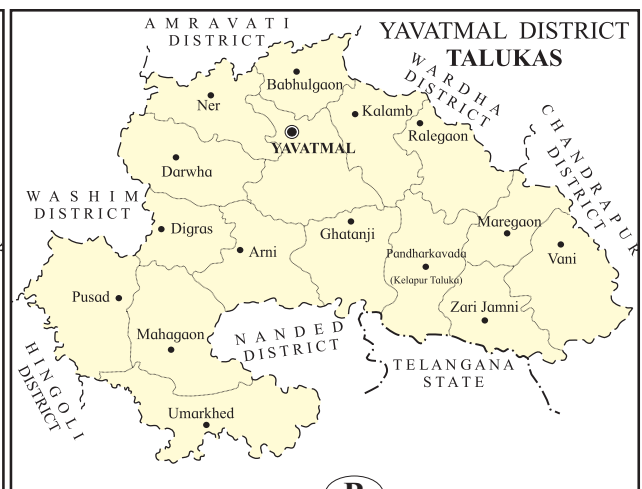 AMRAVATI
DISTRICT
YAVATMAL DISTRICT
TALUKAS
WARDHA
DISTRICT
CHANDRAPUR
DISTRICT
Babhulgaon
Ner
Kalamb
Ralegaon
YAVATMAL
Darwha
WASHIM
DISTRICT
Digras
Arni
Ghatanji
Maregaon
Pandharkavada
(Kelapur Taluka)
Vani
Pusad
Zari Jamni
Mahagaon
NANDED
DISTRICT
TELANGANA
STATE
HINGOLI
DISTRICT
Umarkhed